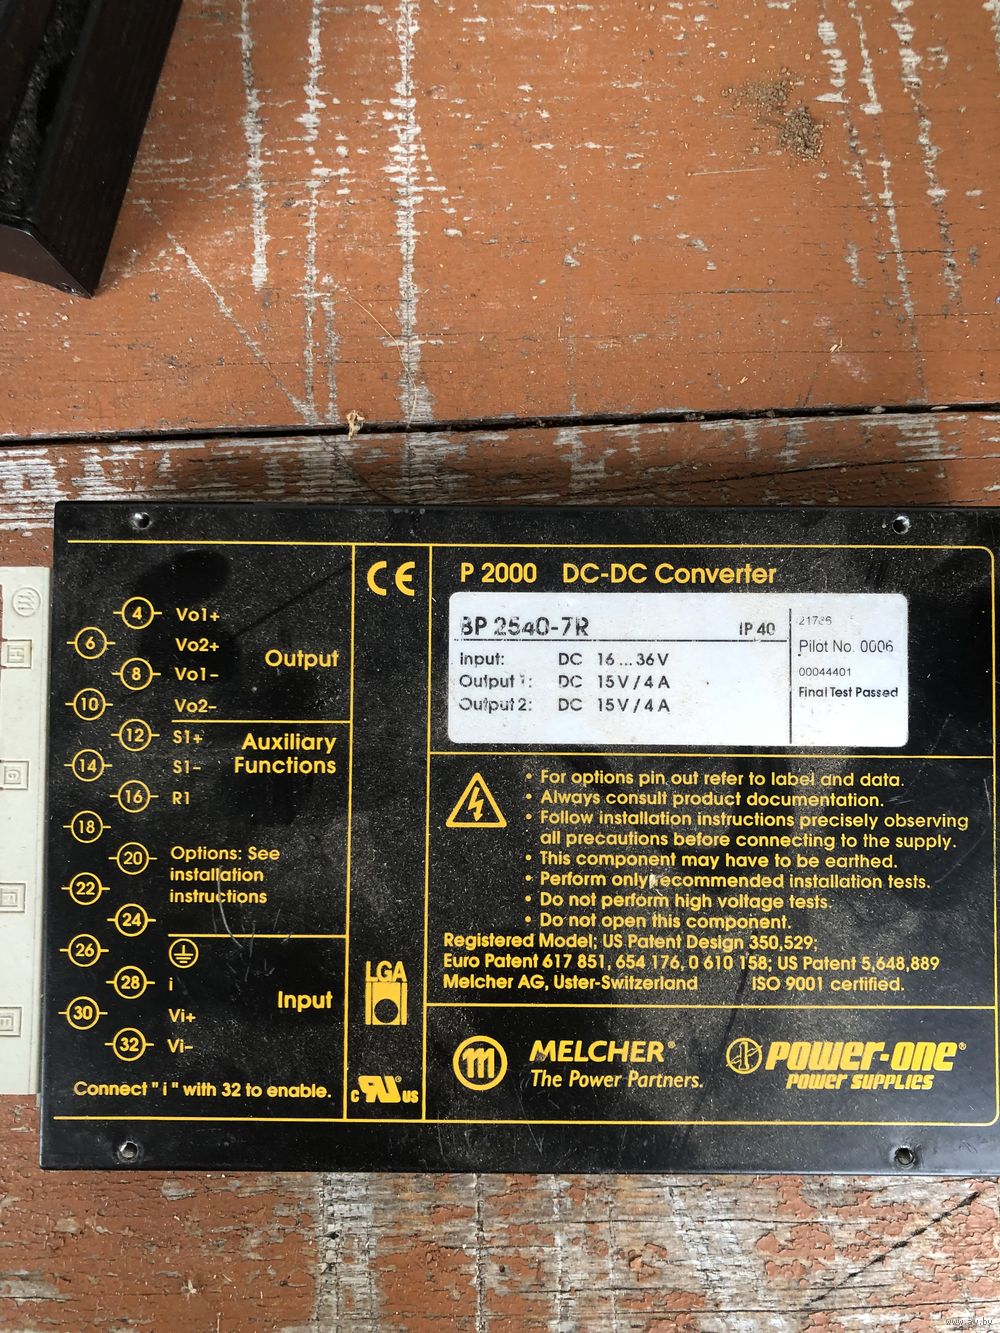 4 Vo1+
6 Vo2+
8 Vo1-
10 Vo2-
Output
12 S1+
14 S1-
16 R1
Auxiliary
Functions
18
20
22
24
Options: See
installation
instructions
26
28 i
30 Vi+
32 Vi-
Input
Connect "i" with 32 to enable.
CE
LGA
c RU® US
P 2000 DC-DC Converter
BP 2540-7R IP 40
Input: DC 16...36V
Output 1: DC 15V/4A
Output 2: DC 15V/4A
Pilot No. 0006
00044401
Final Test Passed
• For options pin out refer to label and data.
• Always consult product documentation.
• Follow installation instructions precisely observing
all precautions before connecting to the supply.
• This component may have to be earthed.
• Perform only recommended installation tests.
• Do not perform high voltage tests.
• Do not open this component.
Registered Model; US Patent Design 350,529;
Euro Patent 617 851, 654 176, 0 610 158; US Patent 5,648,889
Melcher AG, Uster-Switzerland ISO 9001 certified.
m MELCHER®
The Power Partners.
POWER-ONE®
POWER SUPPLIES
www.ay.by